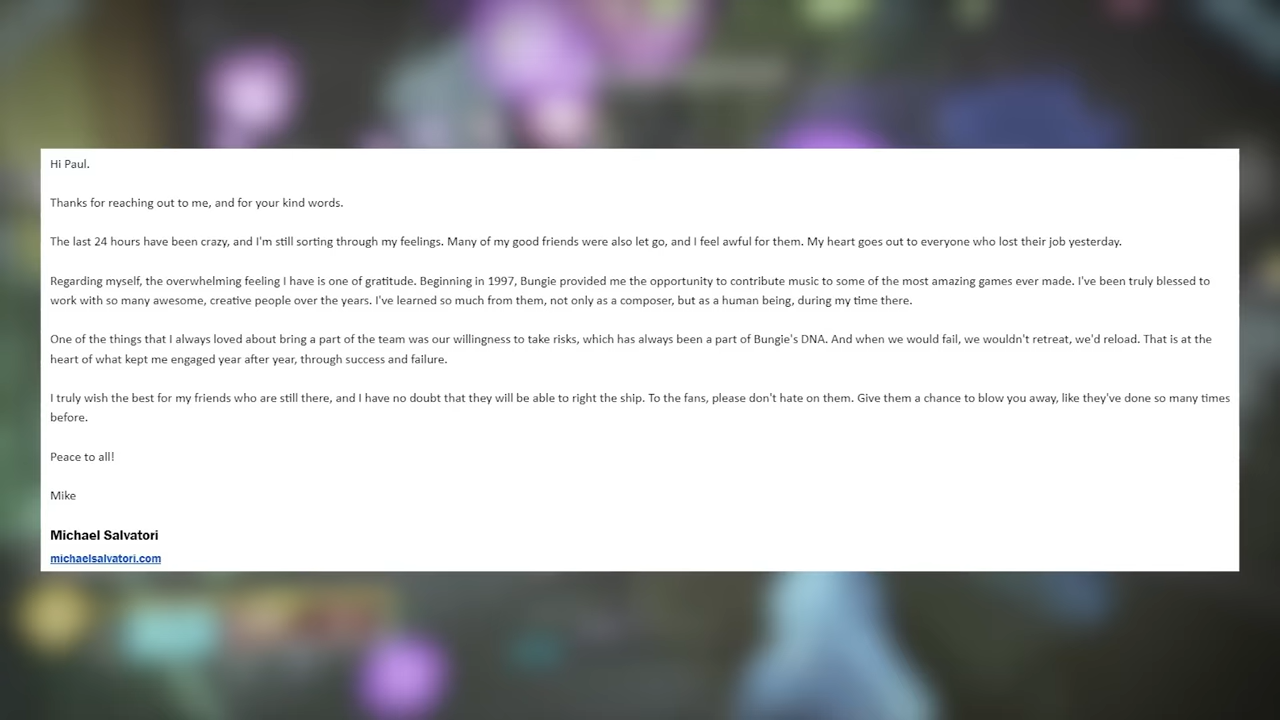 Hi Paul.
Thanks for reaching out to me, and for your kind words.
The last 24 hours have been crazy, and I'm still sorting through my feelings. Many of my good friends were also let go, and I feel awful for them. My heart goes out to everyone who lost their job yesterday.
Regarding myself, the overwhelming feeling I have is one of gratitude. Beginning in 1997, Bungie provided me the opportunity to contribute music to some of the most amazing games ever made. I've been truly blessed to
work with so many awesome, creative people over the years. I've learned so much from them, not only as a composer, but as a human being, during my time there.
One of the things that I always loved about bring a part of the team was our willingness to take risks, which has always been a part of Bungie's DNA. And when we would fail, we wouldn't retreat, we'd reload. That is at the
heart of what kept me engaged year after year, through success and failure.
I truly wish the best for my friends who are still there, and I have no doubt that they will be able to right the ship. To the fans, please don't hate on them. Give them a chance to blow you away, like they've done so many times
before.
Peace to all!
Mike
Michael Salvatori
michaelsalvatori.com